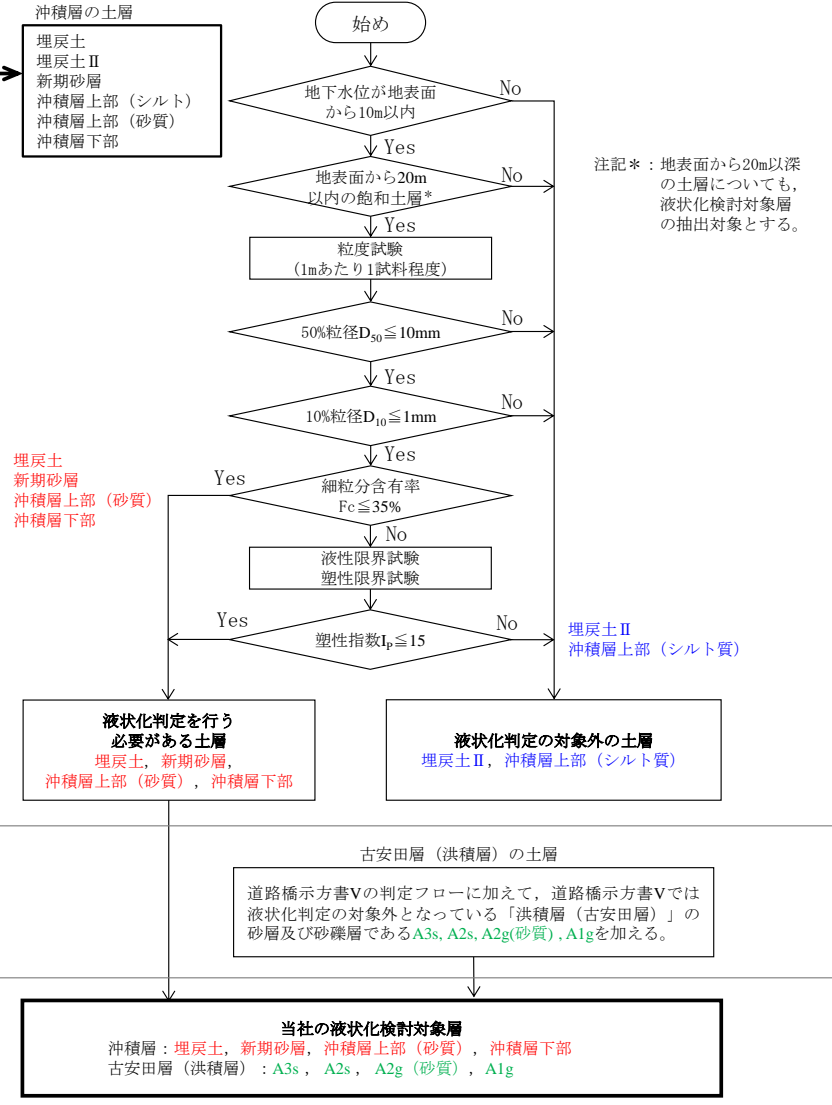 沖積層の土層
埋戻土
埋戻土Ⅱ
新期砂層
沖積層上部（シルト）
沖積層上部（砂質）
沖積層下部
始め
地下水位が地表面
から10m以内
No
Yes
地表面から20m
以内の飽和土層*
No
注記＊：地表面から20m以深
の土層についても，
液状化検討対象層
の抽出対象とする。
Yes
粒度試験
(1mあたり1試料程度)
50%粒径D50≦10mm
No
Yes
10%粒径D10≦1mm
No
Yes
埋戻土
新期砂層
沖積層上部（砂質）
沖積層下部
Yes
細粒分含有率
Fc≦35%
No
液性限界試験
塑性限界試験
Yes
塑性指数IP≦15
No
埋戻土Ⅱ
沖積層上部（シルト質）
液状化判定を行う
必要がある土層
埋戻土，新期砂層，
沖積層上部（砂質），沖積層下部
液状化判定の対象外の土層
埋戻土Ⅱ，沖積層上部（シルト質）
古安田層（洪積層）の土層
道路橋示方書Vの判定フローに加えて，道路橋示方書Vでは
液状化判定の対象外となっている「洪積層（古安田層）」の
砂層及び砂礫層であるA3s, A2s, A2g(砂質) , A1gを加える。
当社の液状化検討対象層
沖積層：埋戻土，新期砂層，沖積層上部（砂質），沖積層下部
古安田層（洪積層）：A3s ，A2s ，A2g（砂質），A1g